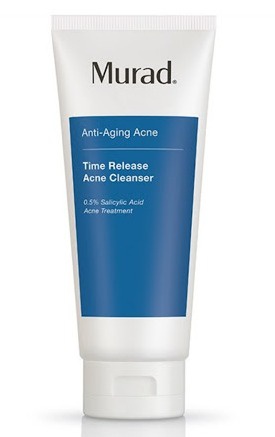 Murad.
Anti-Aging Acne
Time Release
Acne Cleanser
0.5% Salicylic Acid
Acne Treatment